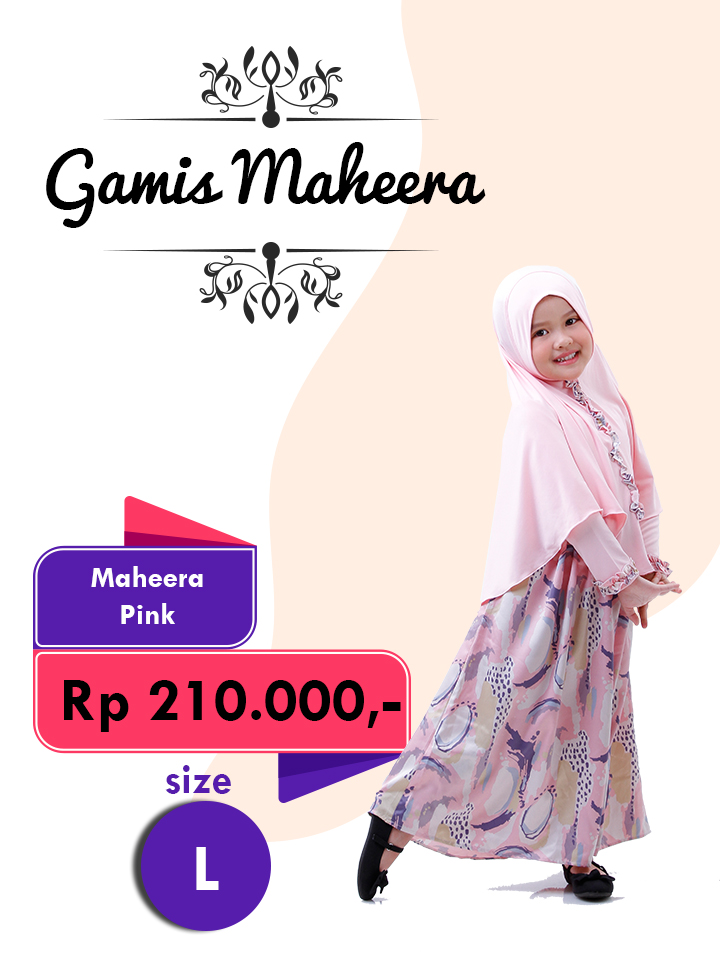 Gamis Maheera
Maheera
Pink
Rp 210.000,-
size
L